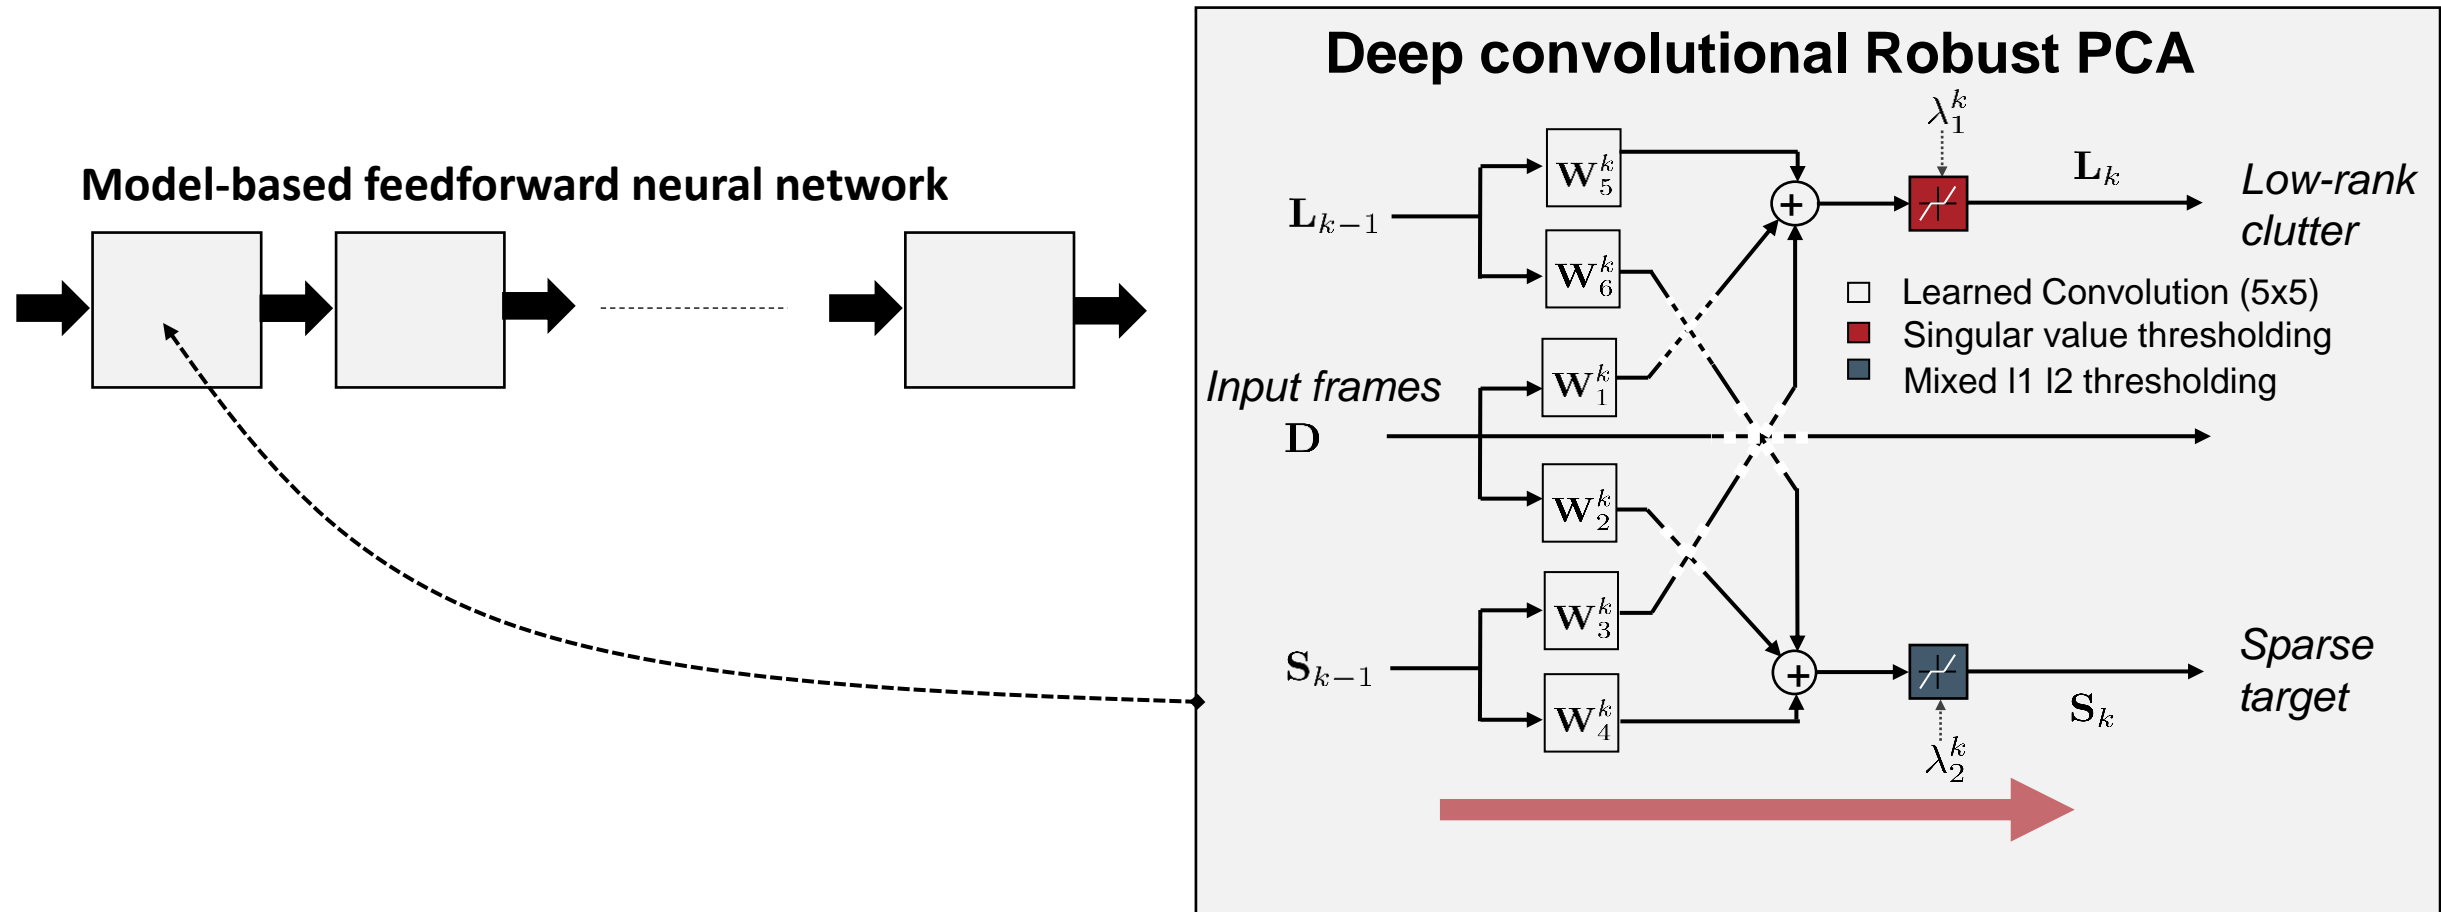 Deep convolutional Robust PCA
Model-based feedforward neural network
λ₁ᵏ
W₅ᵏ
L_{k−1}
+
L_k
Low-rank
clutter
W₆ᵏ
Learned Convolution (5x5)
Singular value thresholding
Mixed l1 l2 thresholding
Input frames
D
W₁ᵏ
W₂ᵏ
W₃ᵏ
S_{k−1}
W₄ᵏ
+
S_k
Sparse
target
λ₂ᵏ